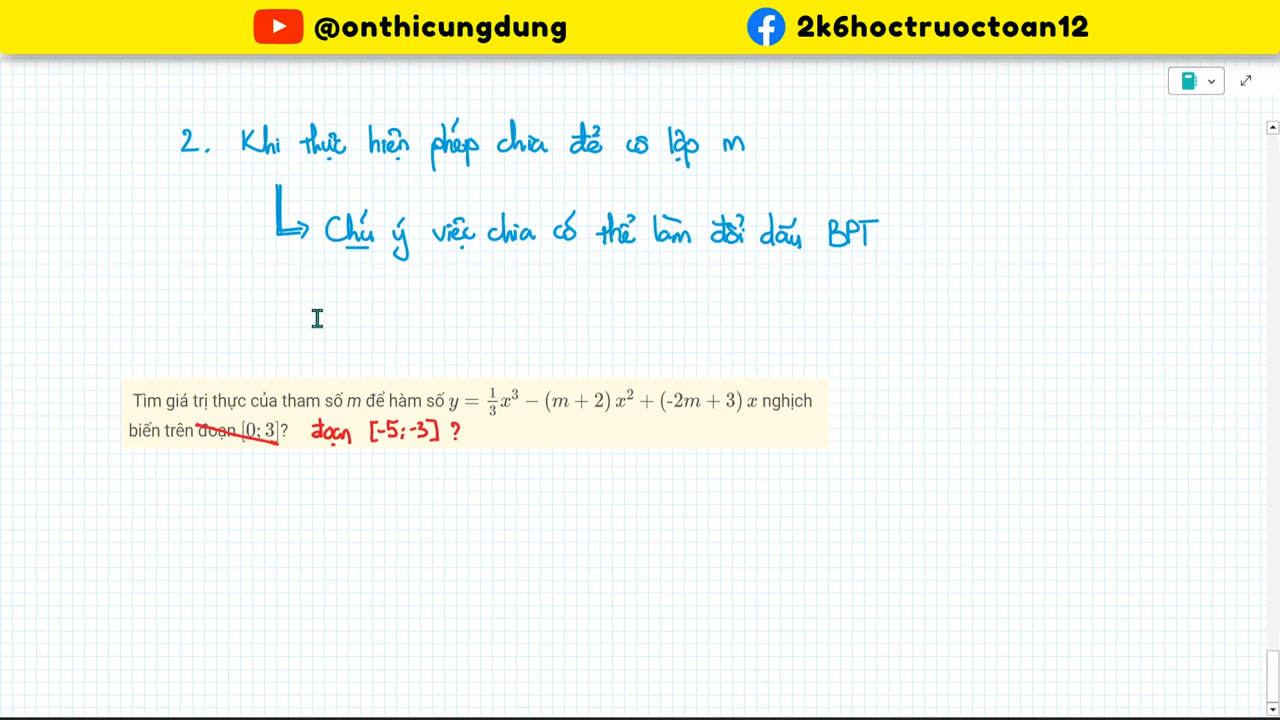 @onthicungdung 2k6hoctruoctoan12
2. Khi thực hiện phép chia để cô lập m
Chú ý việc chia có thể làm đổi dấu BPT
Tìm giá trị thực của tham số m để hàm số y = 1/3 x³ − (m + 2) x² + (-2m + 3) x nghịch
biến trên đoạn [0; 3]? đoạn [-5; -3] ?